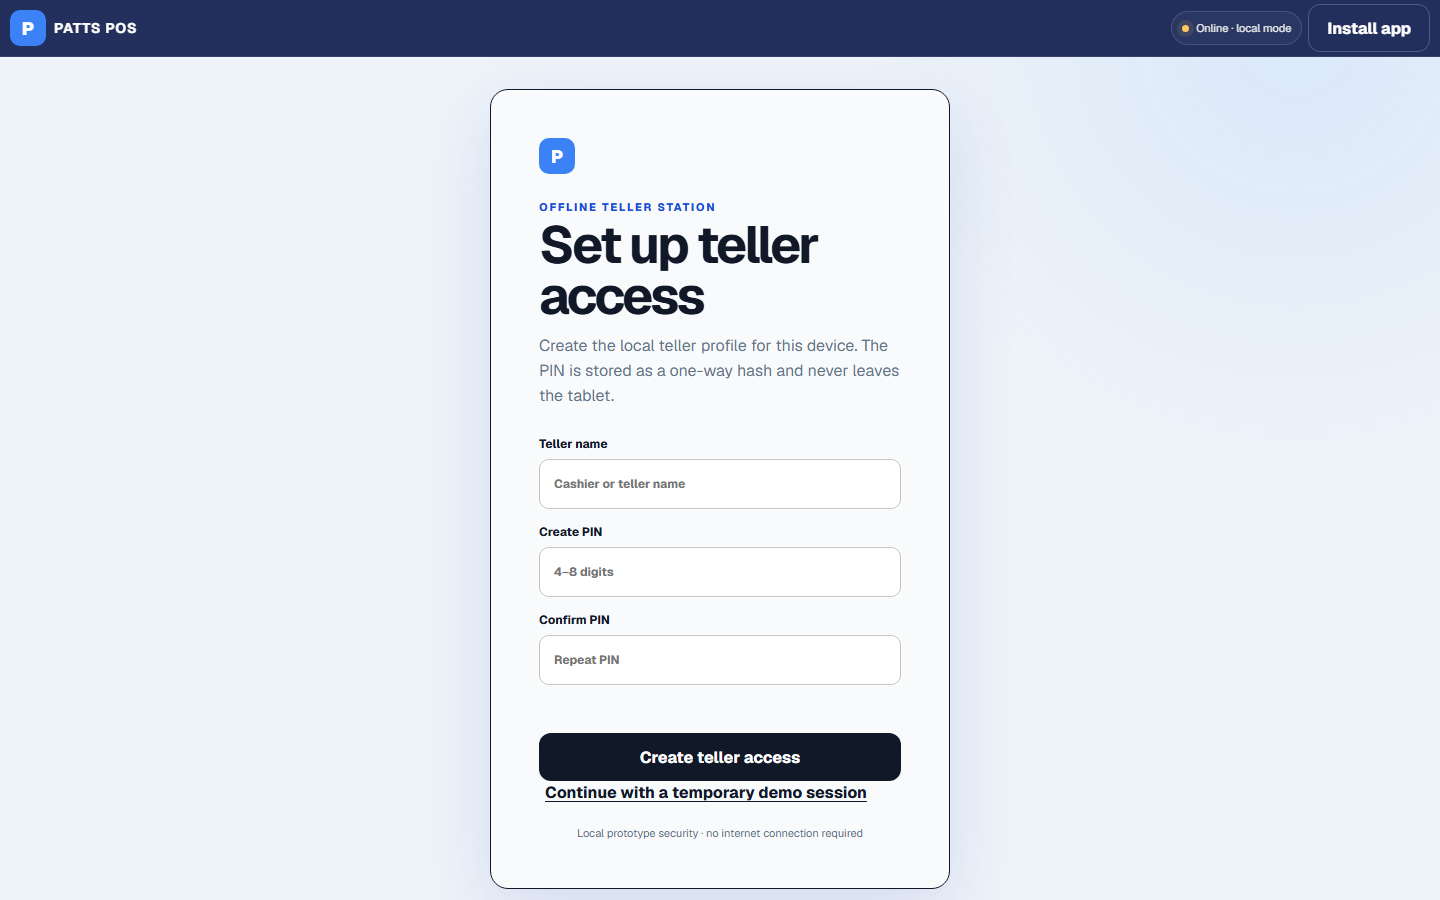 P PATTS POS
Online · local mode
Install app
P
OFFLINE TELLER STATION
Set up teller
access
Create the local teller profile for this device. The
PIN is stored as a one-way hash and never leaves
the tablet.
Teller name
Cashier or teller name
Create PIN
4–8 digits
Confirm PIN
Repeat PIN
Create teller access
Continue with a temporary demo session
Local prototype security · no internet connection required